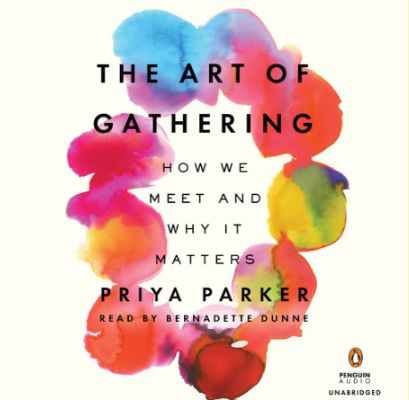 THE ART OF
GATHERING
HOW WE
MEET AND
WHY IT
MATTERS
PRIYA PARKER
READ BY BERNADETTE DUNNE
PENGUIN
AUDIO
UNABRIDGED